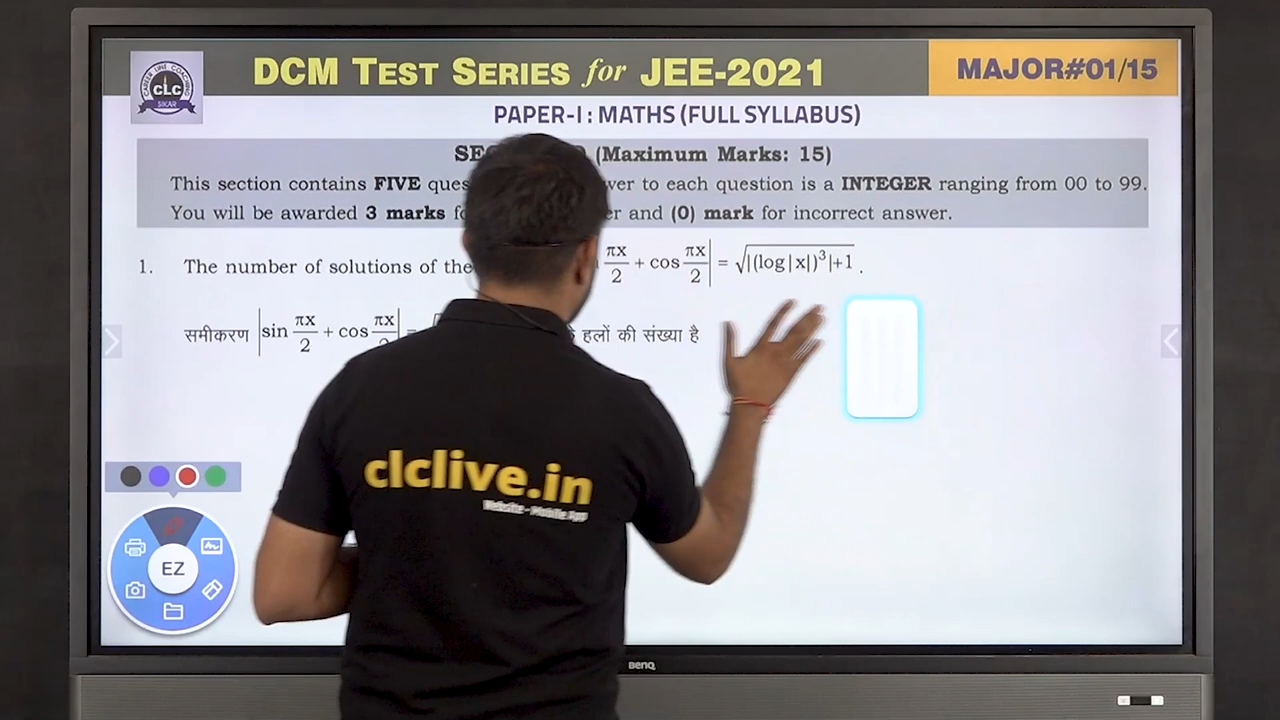 CAREER LINE COACHING
CLC
SIKAR
DCM TEST SERIES for JEE-2021
MAJOR#01/15
PAPER-I : MATHS (FULL SYLLABUS)
(Maximum Marks: 15)
This section contains FIVE to each question is a INTEGER ranging from 00 to 99.
You will be awarded 3 marks and (0) mark for incorrect answer.
1. The number of solutions of the πx/2 + cos πx/2| = √|(log|x|)³|+1 .
समीकरण |sin πx/2 + cos πx/2| = हलों की संख्या है
clclive.in
Website - Mobile App
EZ
BenQ